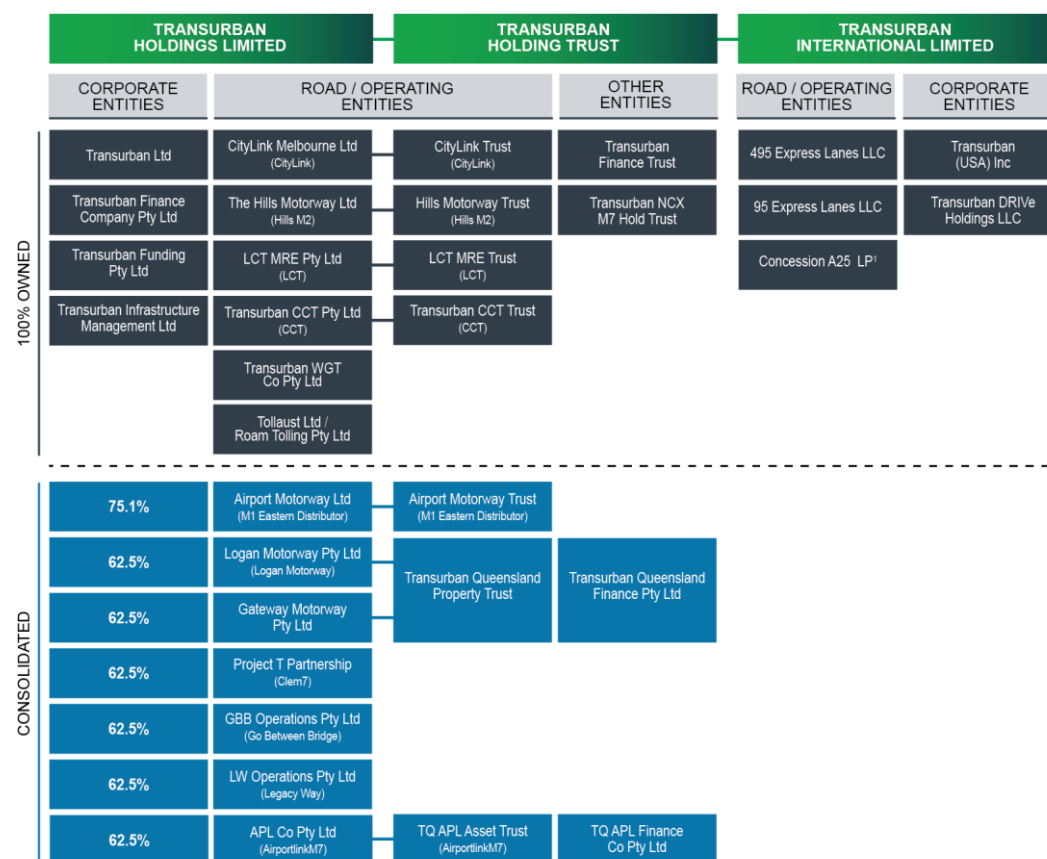 TRANSURBAN
HOLDINGS LIMITED
TRANSURBAN
HOLDING TRUST
TRANSURBAN
INTERNATIONAL LIMITED
CORPORATE
ENTITIES
ROAD / OPERATING
ENTITIES
OTHER
ENTITIES
ROAD / OPERATING
ENTITIES
CORPORATE
ENTITIES
100% OWNED
Transurban Ltd
CityLink Melbourne Ltd
(CityLink)
CityLink Trust
(CityLink)
Transurban
Finance Trust
495 Express Lanes LLC
Transurban
(USA) Inc
Transurban Finance
Company Pty Ltd
The Hills Motorway Ltd
(Hills M2)
Hills Motorway Trust
(Hills M2)
Transurban NCX
M7 Hold Trust
95 Express Lanes LLC
Transurban DRIVe
Holdings LLC
Transurban Funding
Pty Ltd
LCT MRE Pty Ltd
(LCT)
LCT MRE Trust
(LCT)
Concession A25 LP¹
Transurban Infrastructure
Management Ltd
Transurban CCT Pty Ltd
(CCT)
Transurban CCT Trust
(CCT)
Transurban WGT
Co Pty Ltd
Tollaust Ltd /
Roam Tolling Pty Ltd
CONSOLIDATED
75.1%
Airport Motorway Ltd
(M1 Eastern Distributor)
Airport Motorway Trust
(M1 Eastern Distributor)
62.5%
Logan Motorway Pty Ltd
(Logan Motorway)
Transurban Queensland
Property Trust
Transurban Queensland
Finance Pty Ltd
62.5%
Gateway Motorway
Pty Ltd
62.5%
Project T Partnership
(Clem7)
62.5%
GBB Operations Pty Ltd
(Go Between Bridge)
62.5%
LW Operations Pty Ltd
(Legacy Way)
62.5%
APL Co Pty Ltd
(AirportlinkM7)
TQ APL Asset Trust
(AirportlinkM7)
TQ APL Finance
Co Pty Ltd